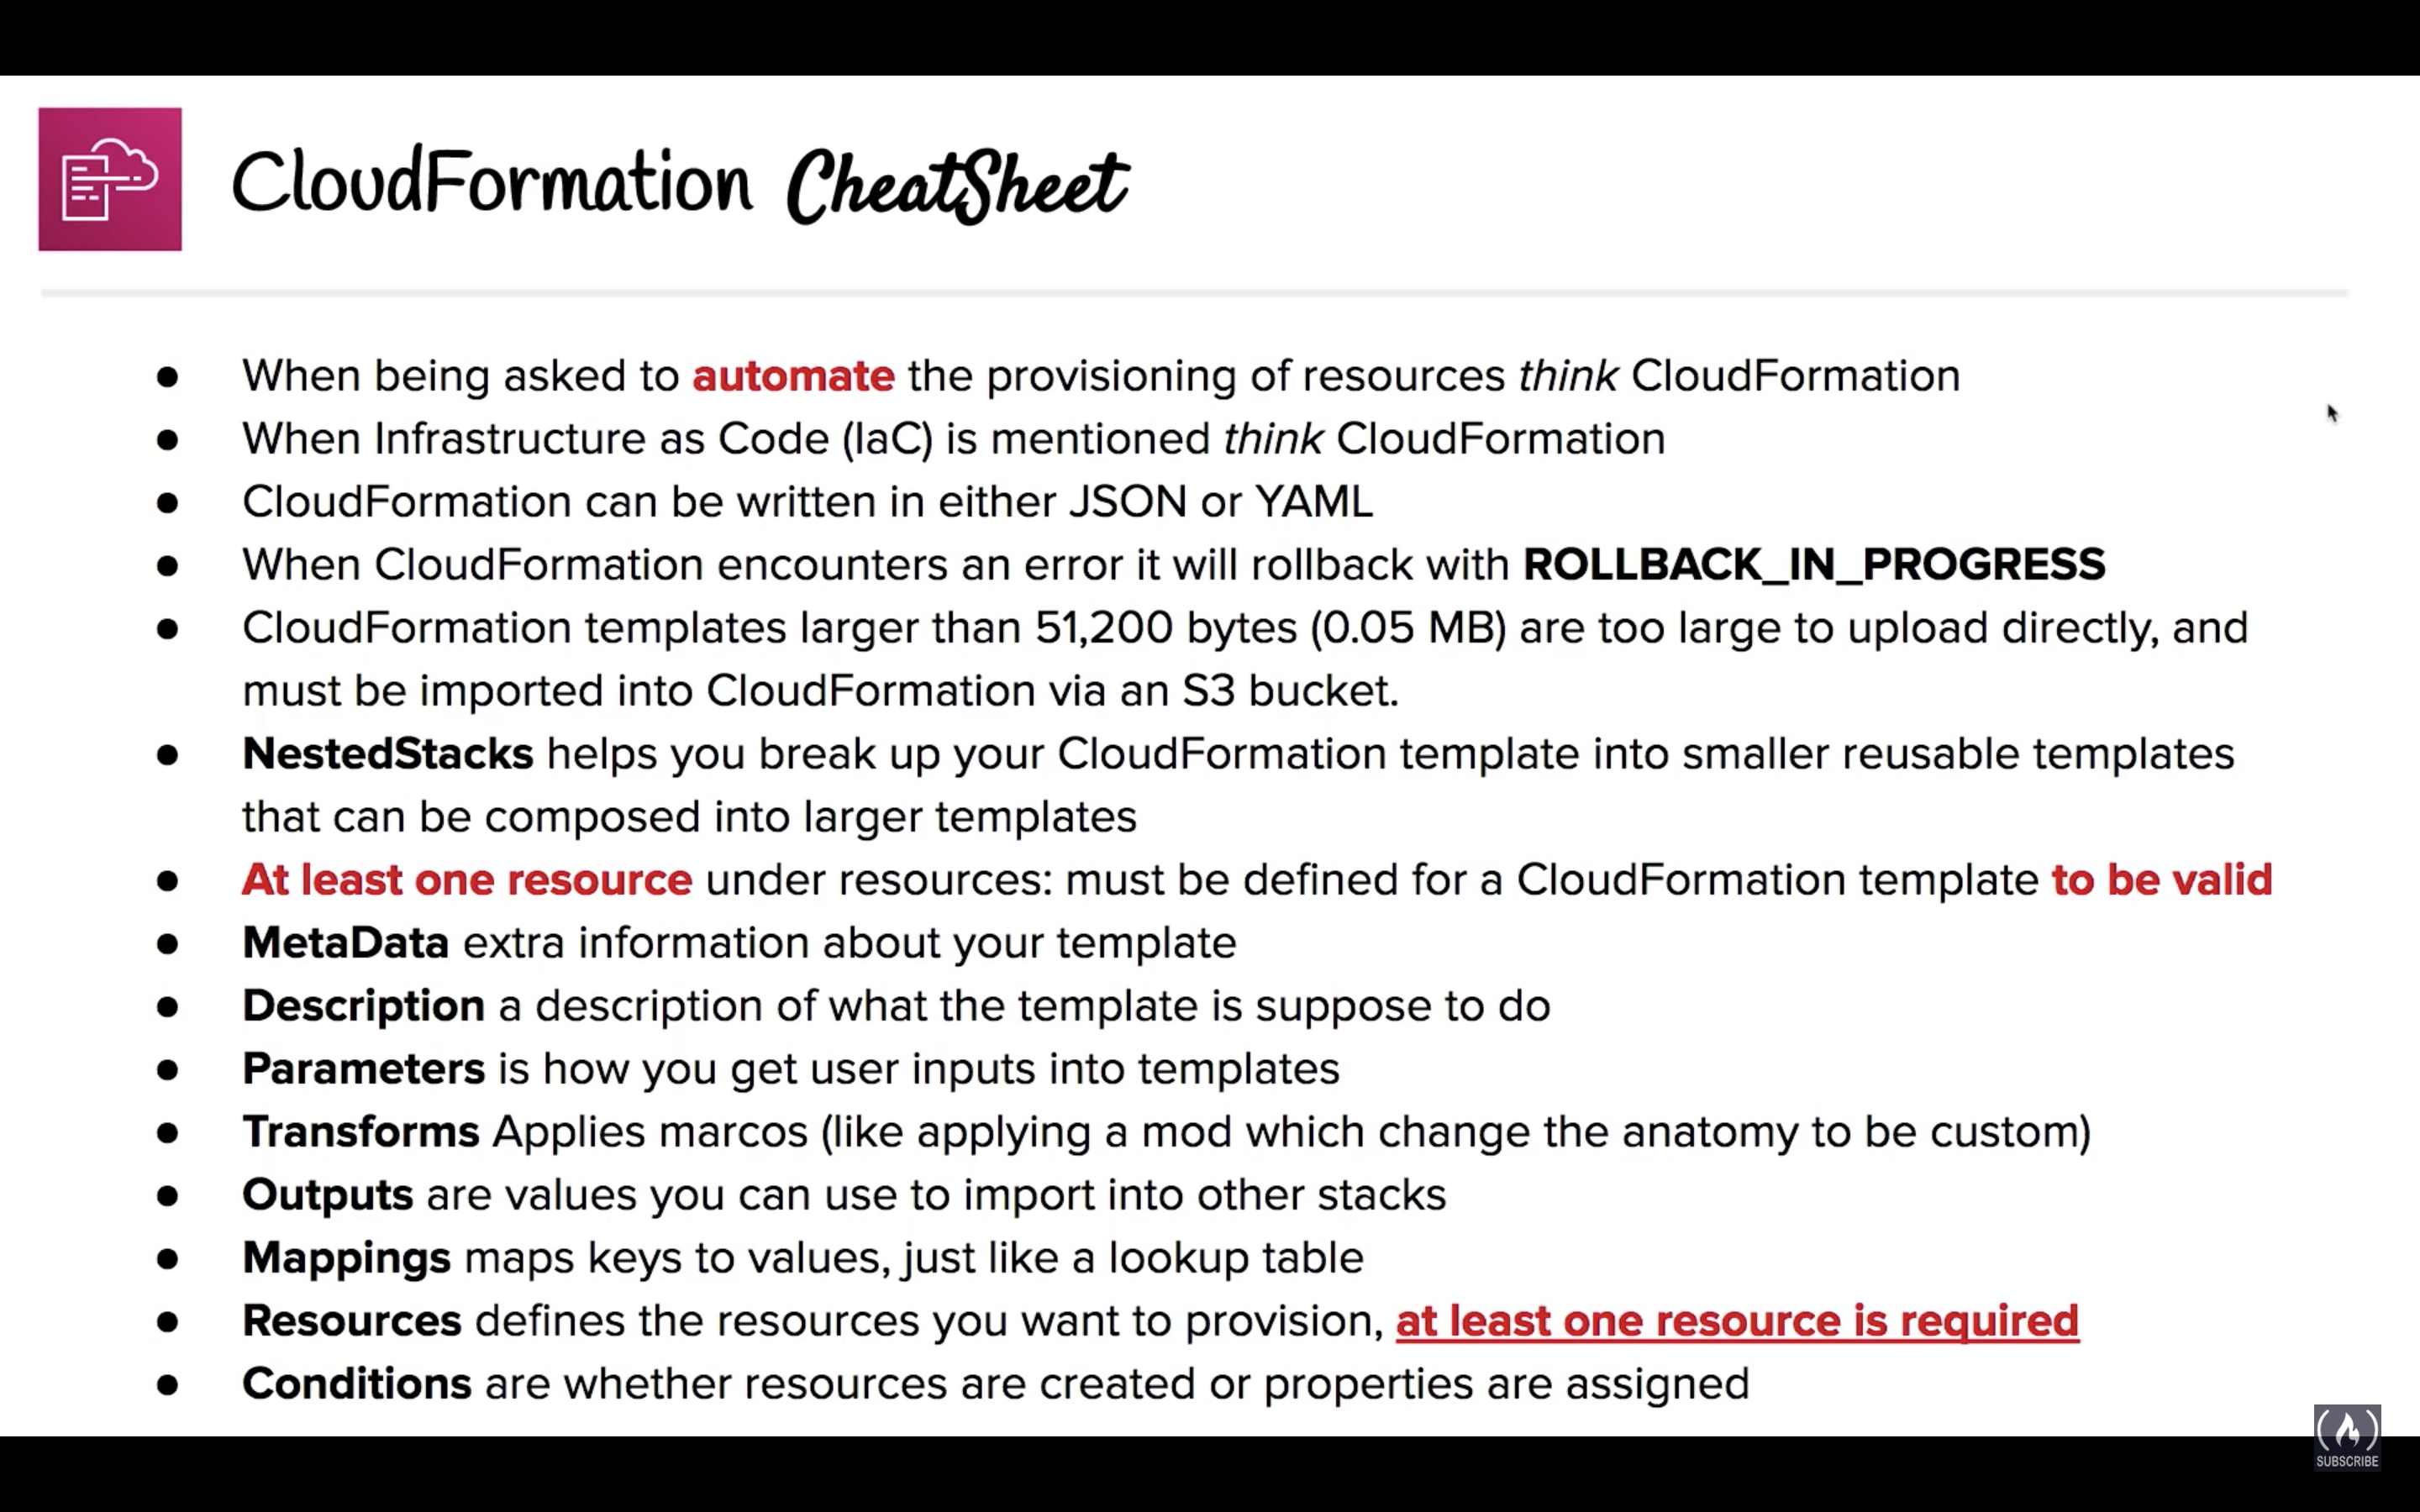 CloudFormation CheatSheet
● When being asked to automate the provisioning of resources think CloudFormation
● When Infrastructure as Code (IaC) is mentioned think CloudFormation
● CloudFormation can be written in either JSON or YAML
● When CloudFormation encounters an error it will rollback with ROLLBACK_IN_PROGRESS
● CloudFormation templates larger than 51,200 bytes (0.05 MB) are too large to upload directly, and
must be imported into CloudFormation via an S3 bucket.
● NestedStacks helps you break up your CloudFormation template into smaller reusable templates
that can be composed into larger templates
● At least one resource under resources: must be defined for a CloudFormation template to be valid
● MetaData extra information about your template
● Description a description of what the template is suppose to do
● Parameters is how you get user inputs into templates
● Transforms Applies marcos (like applying a mod which change the anatomy to be custom)
● Outputs are values you can use to import into other stacks
● Mappings maps keys to values, just like a lookup table
● Resources defines the resources you want to provision, at least one resource is required
● Conditions are whether resources are created or properties are assigned
SUBSCRIBE